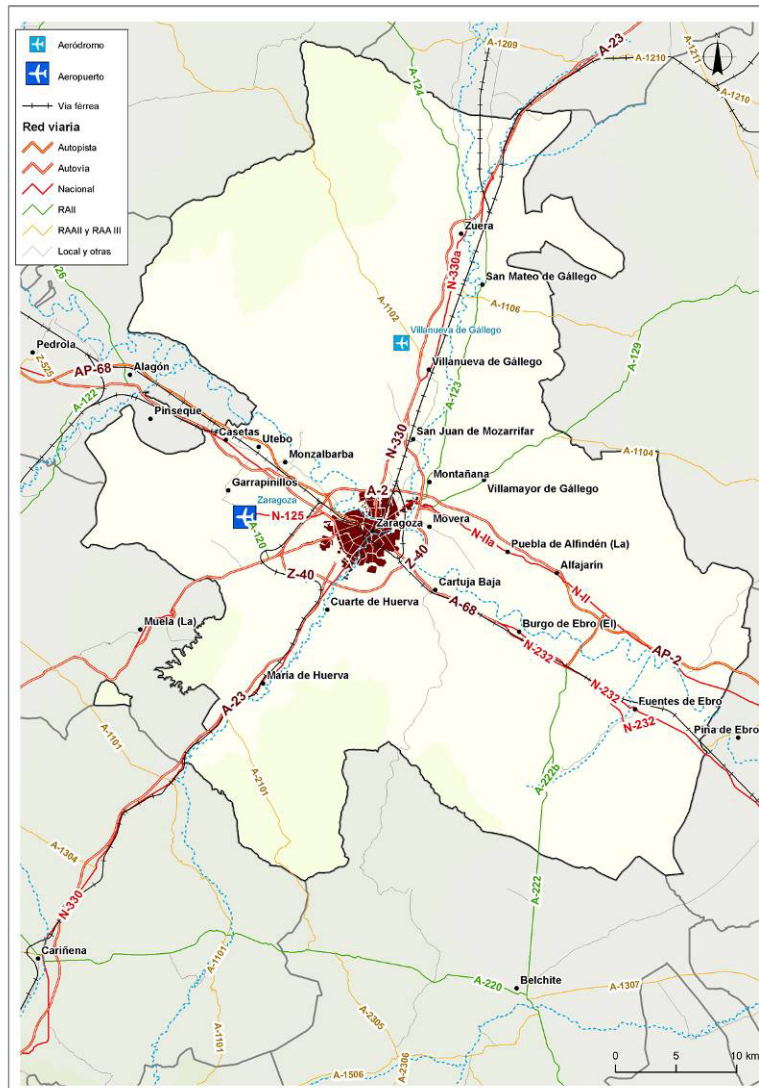 Aeródromo
Aeropuerto
Vía férrea
Red viaria
Autopista
Autovía
Nacional
RAII
RAAII y RAA III
Local y otras
A-1209
A-23
A-1210
A-1211
A-1210
A-124
N
Zuera
N-330a
San Mateo de Gállego
A-1106
A-1102
Villanueva de Gállego
Villanueva de Gállego
A-129
A-123
126
Pedrola
Z-525
AP-68
Alagón
A-122
Pinseque
Casetas
Utebo
Monzalbarba
N-330
San Juan de Mozarrifar
A-1104
Garrapinillos
Montañana
Villamayor de Gállego
A-2
Zaragoza
N-125
A-120
Zaragoza
Movera
N-IIa
Puebla de Alfindén (La)
Z-40
Z-40
Alfajarín
N-II
Cartuja Baja
A-68
Cuarte de Huerva
Muela (La)
Burgo de Ebro (El)
N-232
AP-2
María de Huerva
A-23
N-232
Fuentes de Ebro
N-232
Pina de Ebro
A-1101
A-2101
A-222b
A-1304
N-330
A-222
Cariñena
A-1101
A-220
Belchite
A-1307
A-2305
A-1101
A-1506
A-2306
0 5 10 km